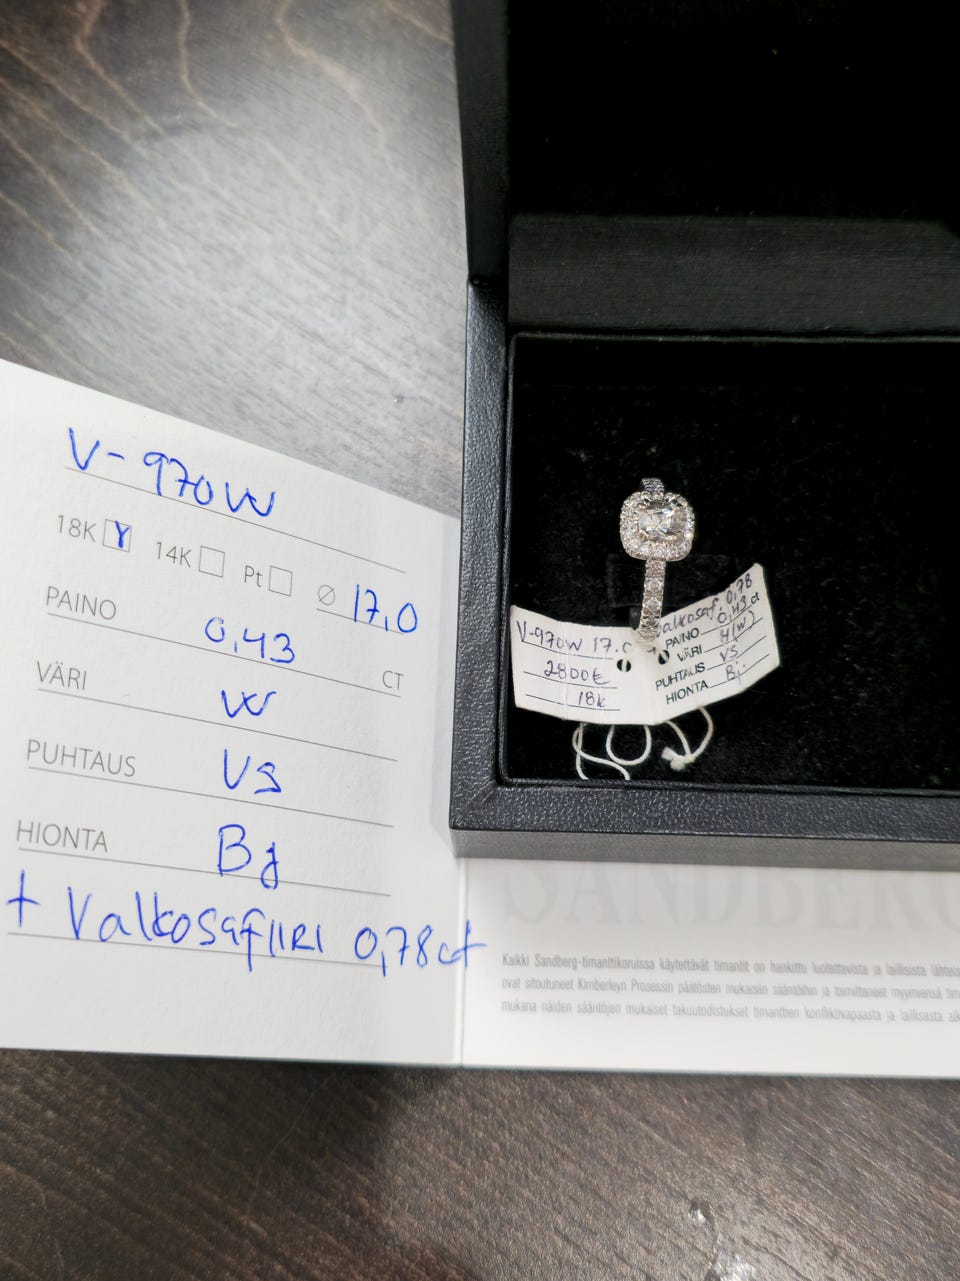 V-970W
18K Y 14K Pt ⌀ 17,0
PAINO 0,43 CT
VÄRI W
PUHTAUS VS
HIONTA Bj
+ Valkosafiiri 0,78 ct
V-970W 17.0
2800€
18k
valkosaf. 0,78
PAINO 0,43 ct
VÄRI H(W)
PUHTAUS VS
HIONTA Bj.
SANDBERG
Kaikki Sandberg-timanttikoruissa käytettävät timantit on hankittu luotettavista ja laillisista
ovat sitoutuneet Kimberleyn Prosessin päätösten mukaisiin sääntöihin ja toimittaneet myymiensä
mukana näiden sääntöjen mukaiset takuutodistukset timanttien konfliktivapaasta ja laillisesta